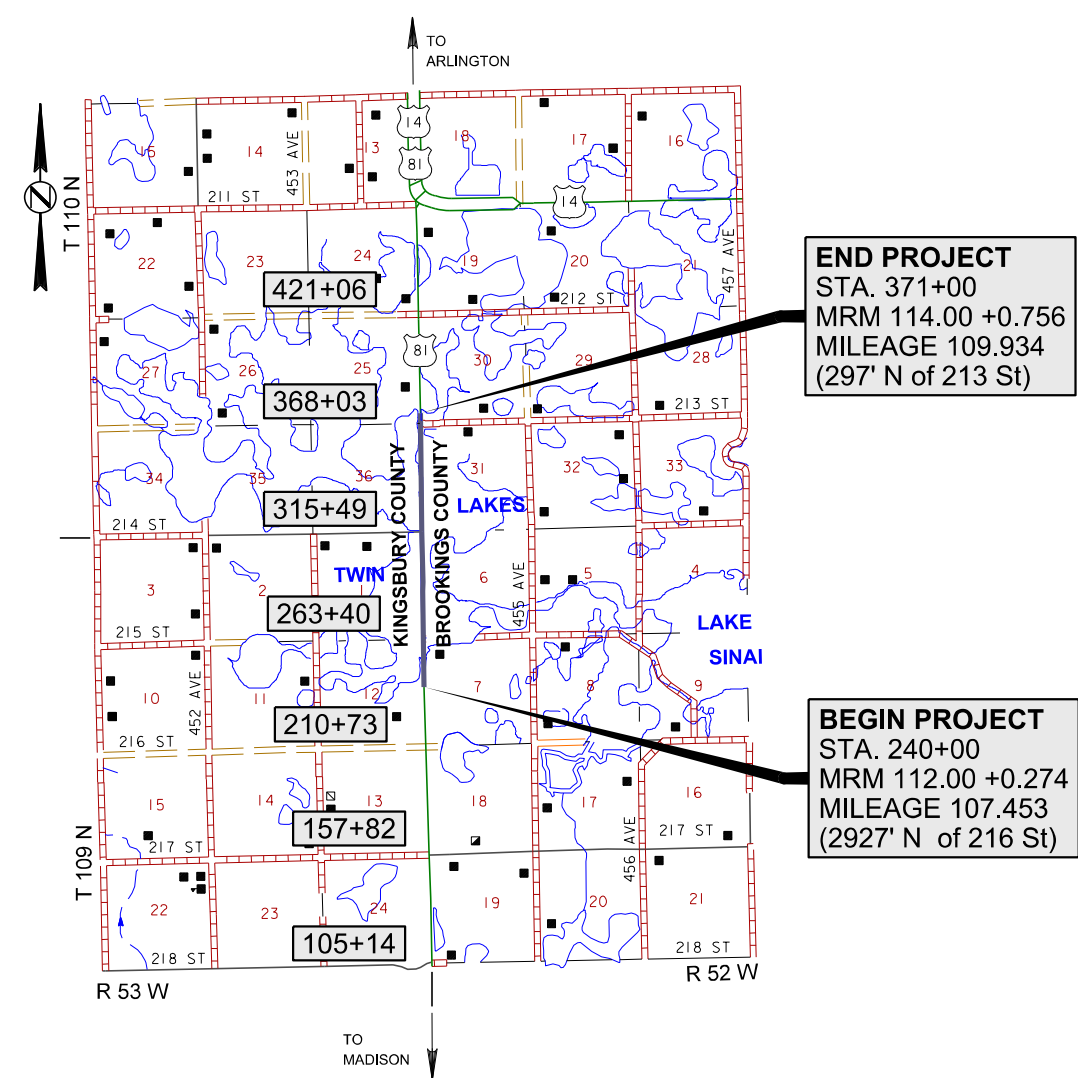 TO
ARLINGTON
14
81
15
14
453 AVE
13
18
17
16
211 ST
14
T 110 N
22
23
24
19
20
21
457 AVE
421+06
212 ST
END PROJECT
STA. 371+00
MRM 114.00 +0.756
MILEAGE 109.934
(297' N of 213 St)
81
27
26
25
30
29
28
368+03
213 ST
34
35
36
31
32
33
KINGSBURY COUNTY
BROOKINGS COUNTY
LAKES
315+49
214 ST
3
2
1
TWIN
6
455 AVE
5
4
263+40
215 ST
LAKE
SINAI
10
452 AVE
11
12
7
8
9
210+73
216 ST
BEGIN PROJECT
STA. 240+00
MRM 112.00 +0.274
MILEAGE 107.453
(2927' N of 216 St)
15
14
13
18
17
16
157+82
217 ST
217 ST
T 109 N
456 AVE
22
23
24
19
20
21
105+14
218 ST
218 ST
R 53 W
R 52 W
TO
MADISON